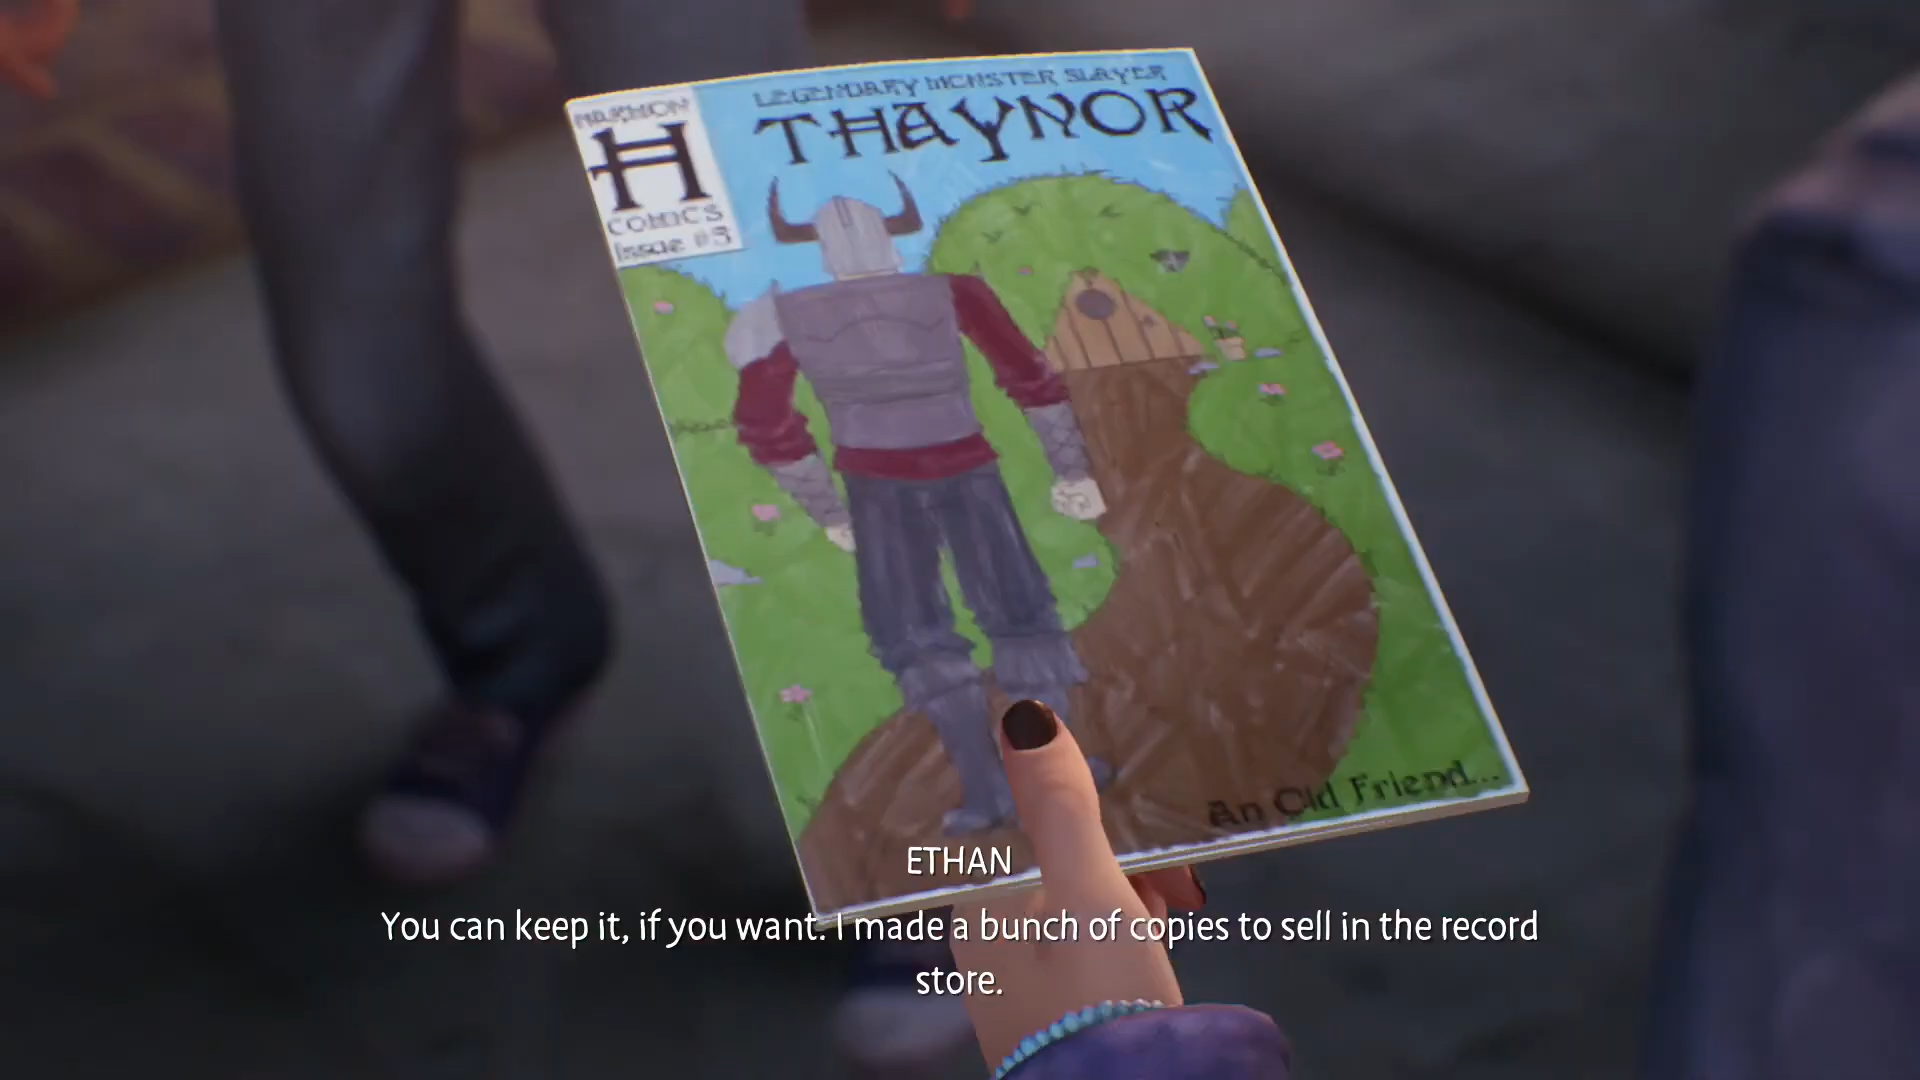 LEGENDARY MONSTER SLAYER
THAYNOR
HARMON
H
COMICS
Issue #3
An Old Friend...
ETHAN
You can keep it, if you want. I made a bunch of copies to sell in the record
store.